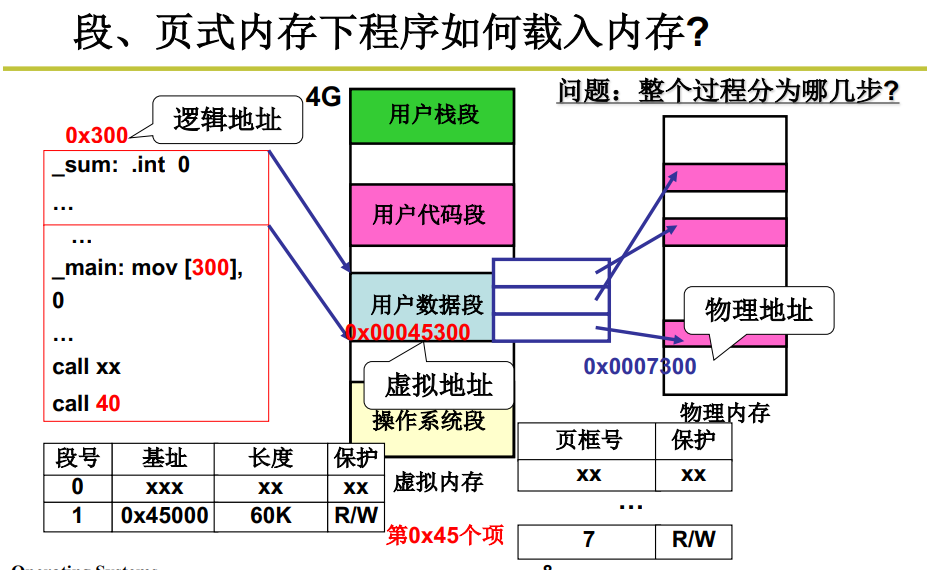 段、页式内存下程序如何载入内存?
问题：整个过程分为哪几步?
4G
逻辑地址
0x300
_sum: .int 0
…
…
_main: mov [300],
0
…
call xx
call 40
用户栈段
用户代码段
用户数据段
0x00045300
虚拟地址
操作系统段
虚拟内存
物理地址
0x0007300
物理内存
段号 基址 长度 保护
0 xxx xx xx
1 0x45000 60K R/W
第0x45个项
页框号 保护
xx xx
…
7 R/W